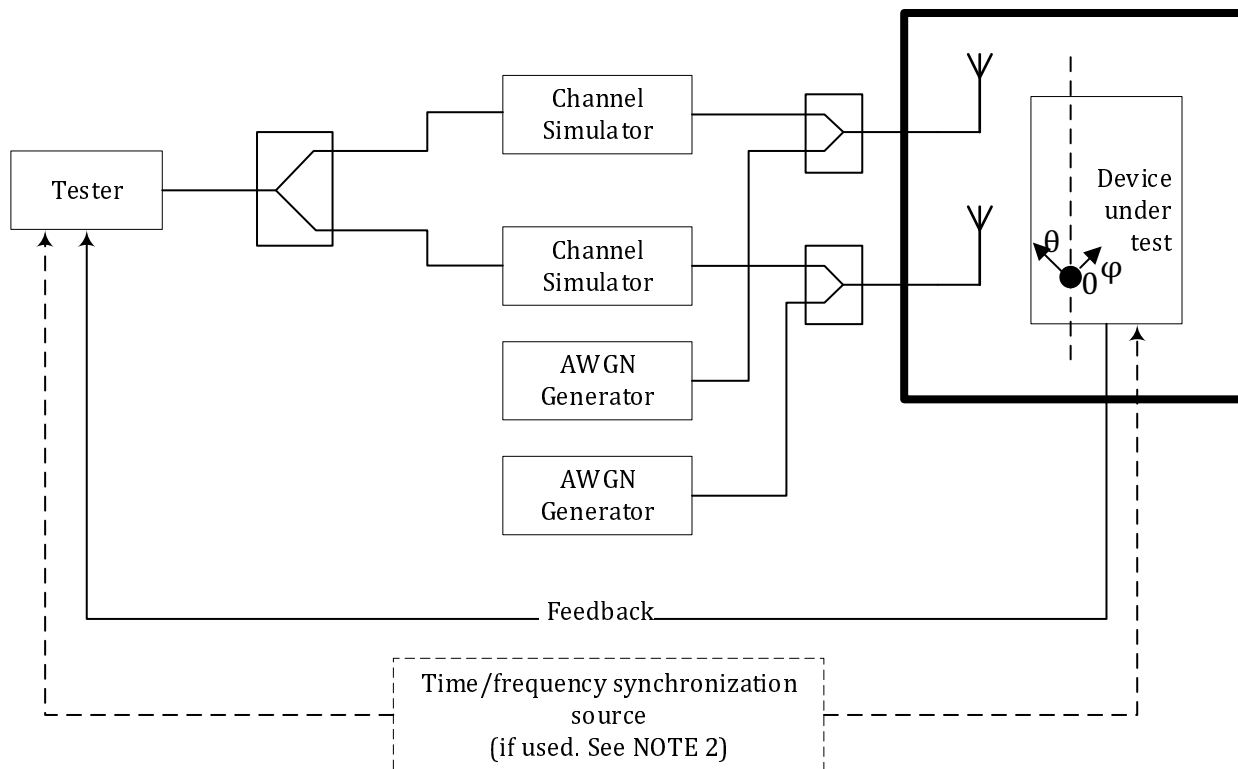 Channel
Simulator
Tester
Device
under
test
Channel
Simulator
θ
0
φ
AWGN
Generator
AWGN
Generator
Feedback
Time/frequency synchronization
source
(if used. See NOTE 2)